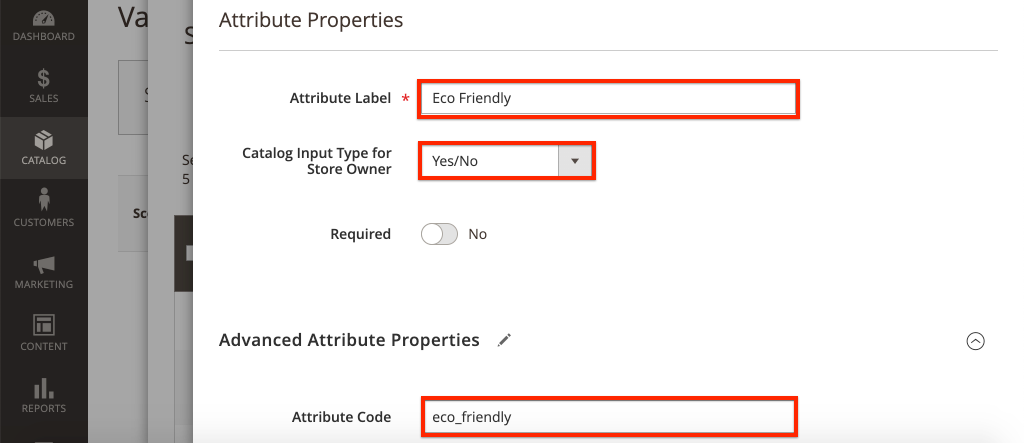 DASHBOARD
SALES
CATALOG
CUSTOMERS
MARKETING
CONTENT
REPORTS
Va
S
S
Se
5
Sc
Attribute Properties
Attribute Label * Eco Friendly
Catalog Input Type for
Store Owner
Yes/No
Required No
Advanced Attribute Properties
Attribute Code eco_friendly